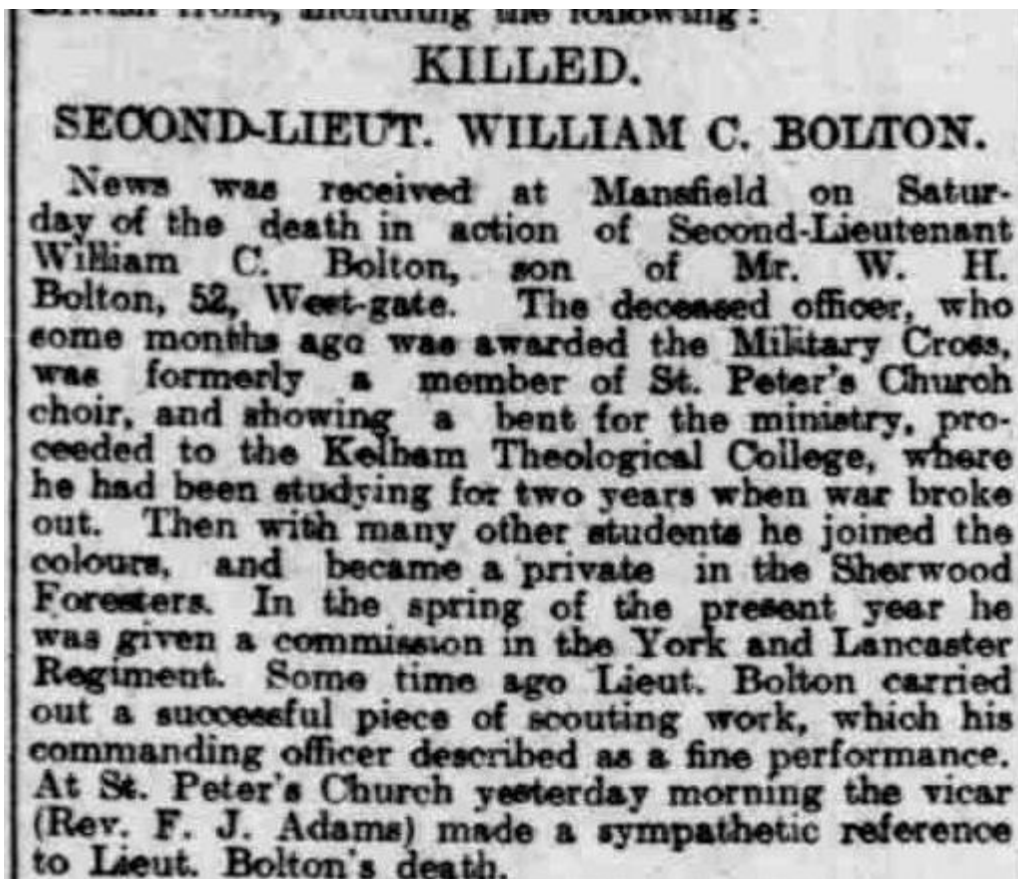 British front, including the following:
KILLED.
SECOND-LIEUT. WILLIAM C. BOLTON.
News was received at Mansfield on Satur-
day of the death in action of Second-Lieutenant
William C. Bolton, son of Mr. W. H.
Bolton, 52, West-gate. The deceased officer, who
some months ago was awarded the Military Cross,
was formerly a member of St. Peter's Church
choir, and showing a bent for the ministry, pro-
ceeded to the Kelham Theological College, where
he had been studying for two years when war broke
out. Then with many other students he joined the
colours, and became a private in the Sherwood
Foresters. In the spring of the present year he
was given a commission in the York and Lancaster
Regiment. Some time ago Lieut. Bolton carried
out a successful piece of scouting work, which his
commanding officer described as a fine performance.
At St. Peter's Church yesterday morning the vicar
(Rev. F. J. Adams) made a sympathetic reference
to Lieut. Bolton's death.